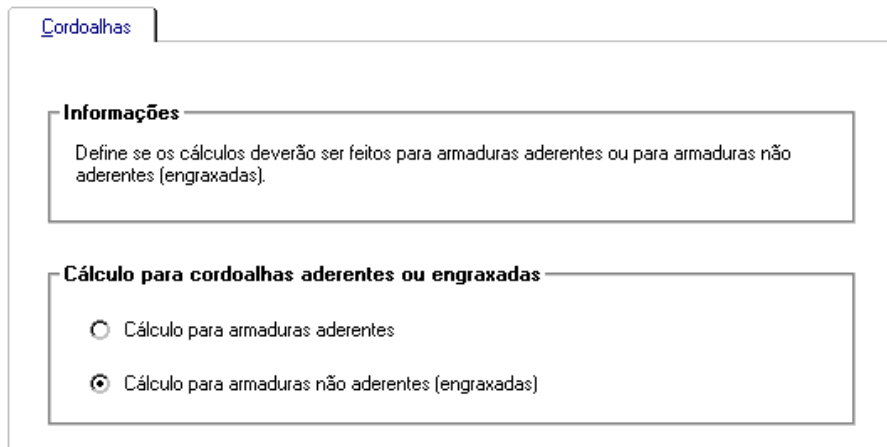 Cordoalhas
Informações
Define se os cálculos deverão ser feitos para armaduras aderentes ou para armaduras não
aderentes (engraxadas).
Cálculo para cordoalhas aderentes ou engraxadas
Cálculo para armaduras aderentes
Cálculo para armaduras não aderentes (engraxadas)